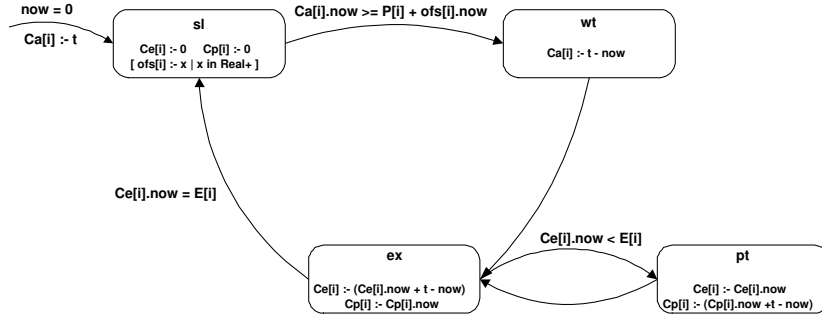 now = 0
Ca[i] :- t
sl
Ce[i] :- 0 Cp[i] :- 0
[ ofs[i] :- x | x in Real+ ]
Ca[i].now >= P[i] + ofs[i].now
wt
Ca[i] :- t - now
Ce[i].now = E[i]
ex
Ce[i] :- (Ce[i].now + t - now)
Cp[i] :- Cp[i].now
Ce[i].now < E[i]
pt
Ce[i] :- Ce[i].now
Cp[i] :- (Cp[i].now +t - now)